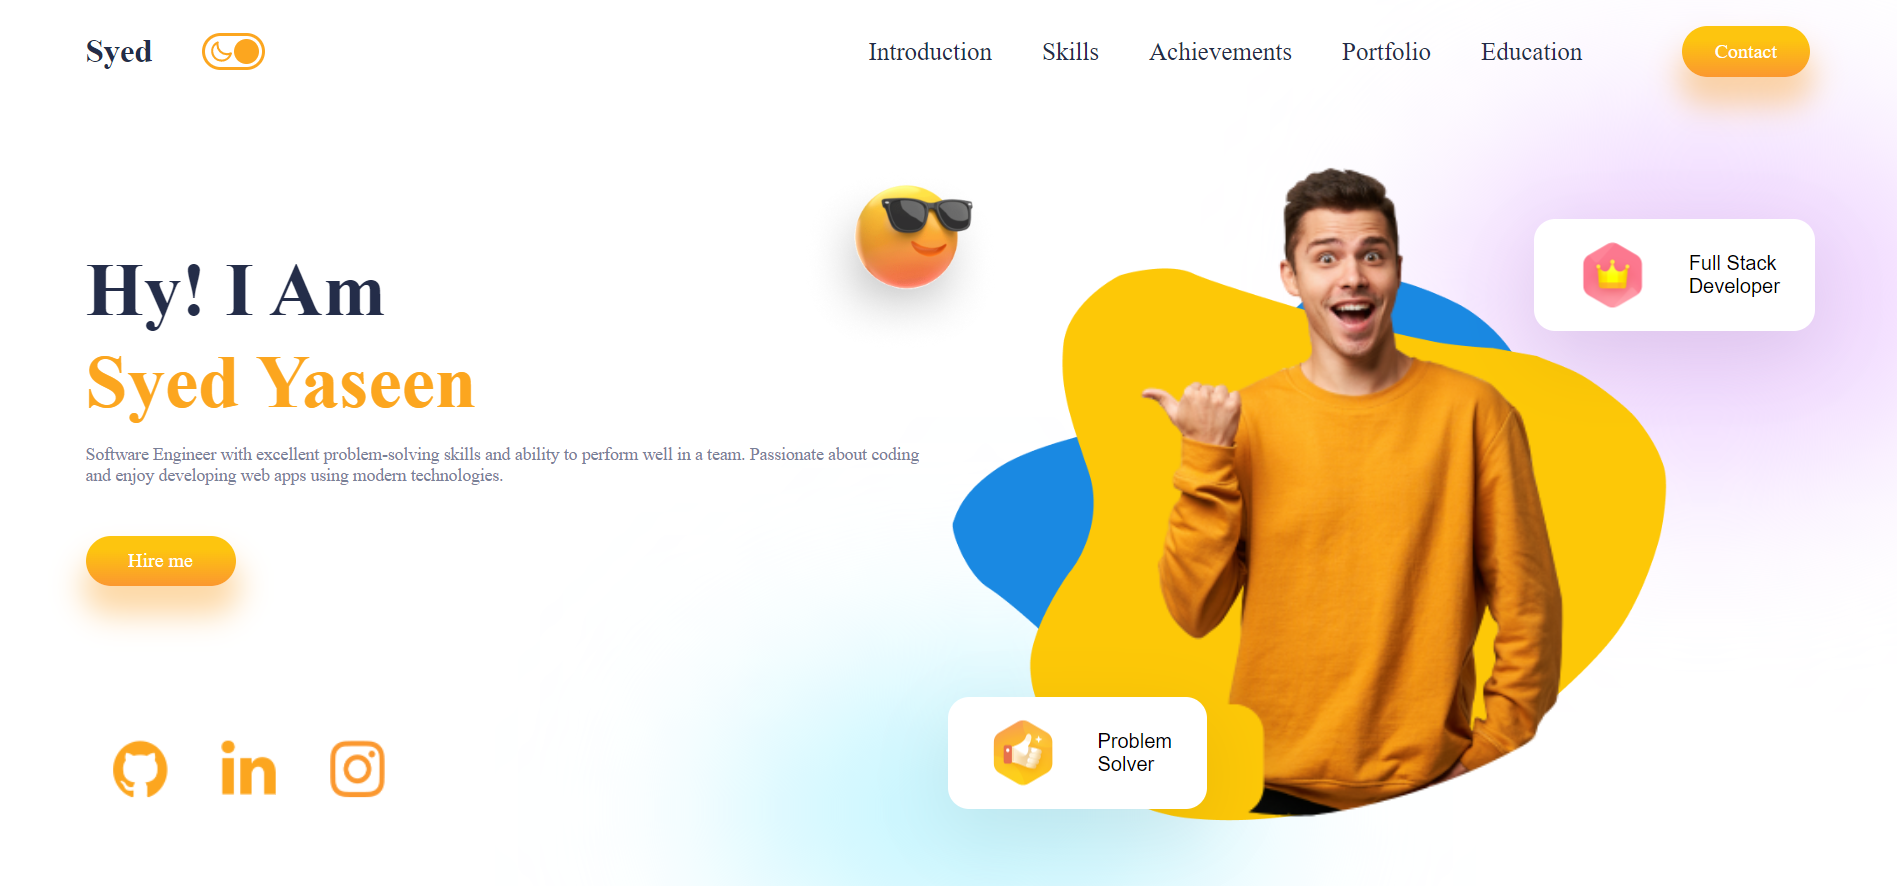 Syed
Introduction
Skills
Achievements
Portfolio
Education
Contact
Hy! I Am
Syed Yaseen
Software Engineer with excellent problem-solving skills and ability to perform well in a team. Passionate about coding
and enjoy developing web apps using modern technologies.
Hire me
in
Full Stack
Developer
Problem
Solver